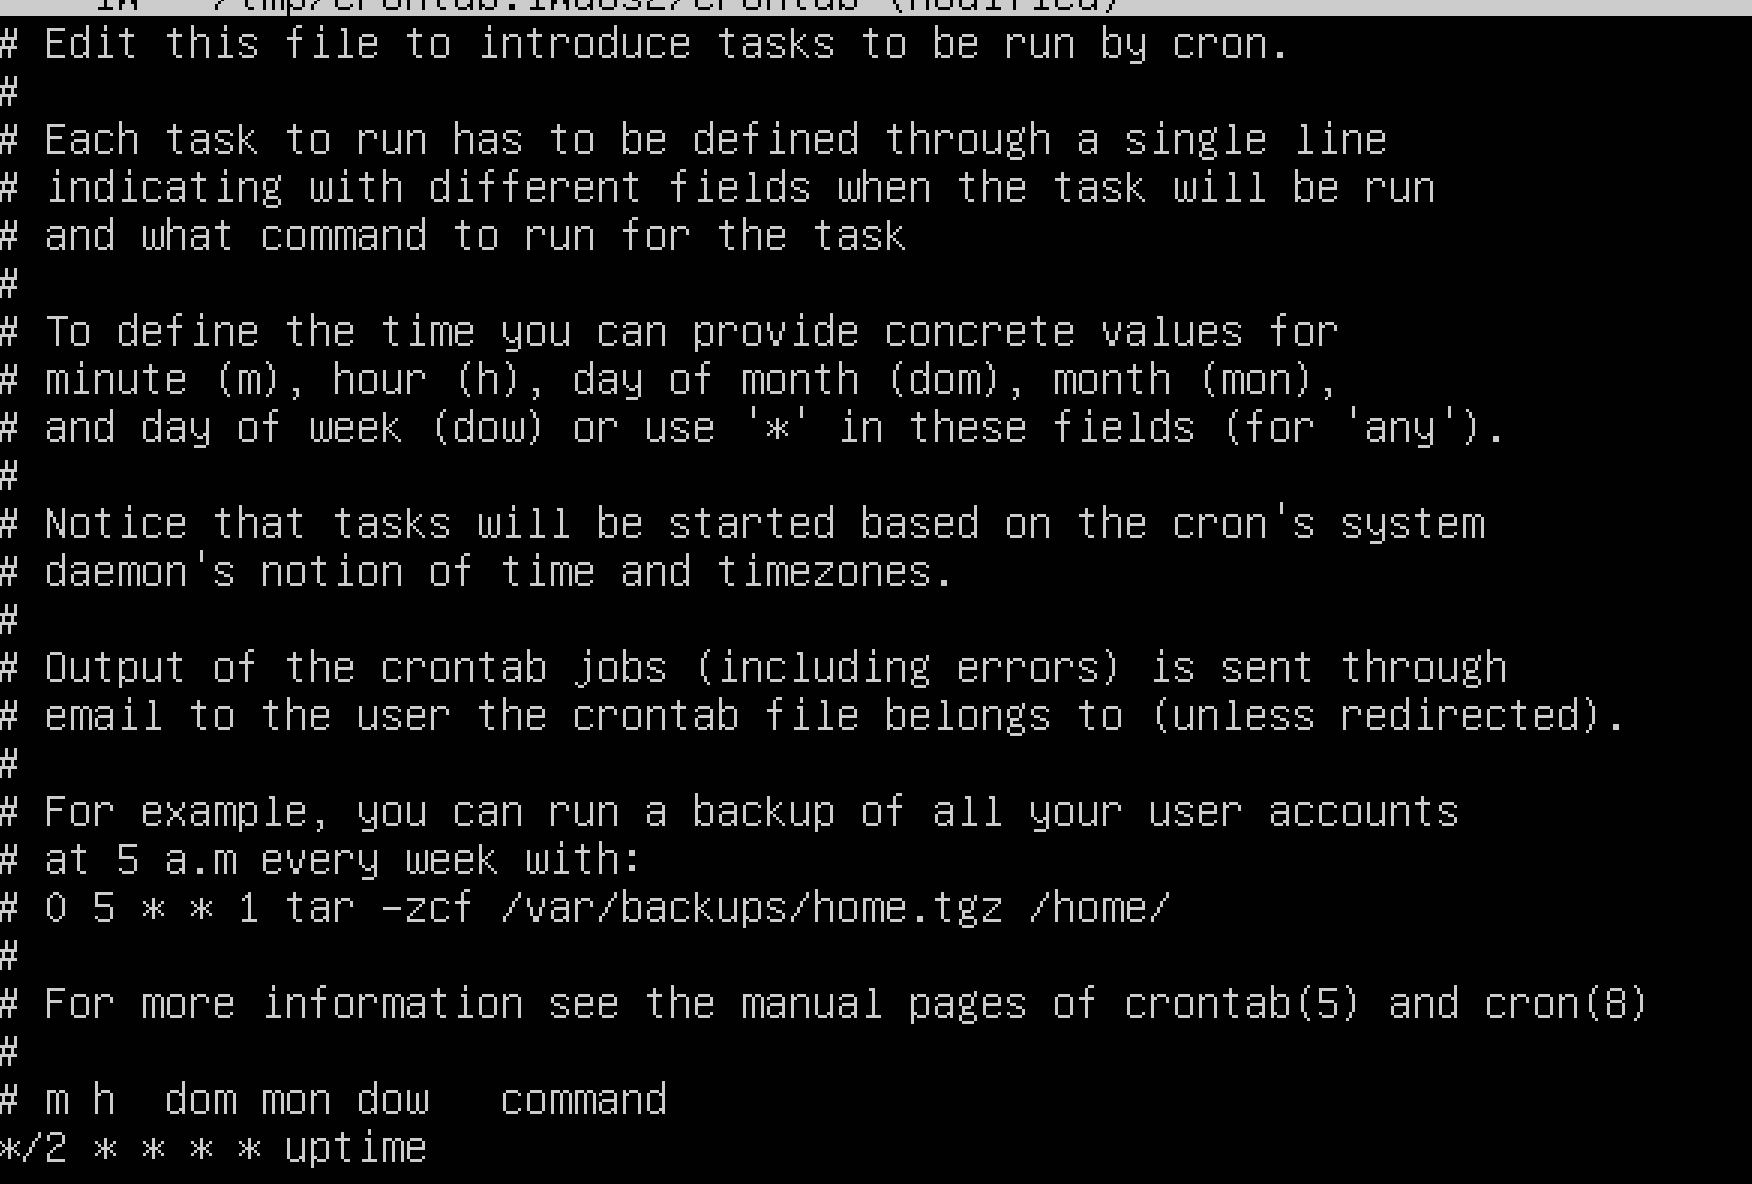 (modified)
# Edit this file to introduce tasks to be run by cron.
#
# Each task to run has to be defined through a single line
# indicating with different fields when the task will be run
# and what command to run for the task
#
# To define the time you can provide concrete values for
# minute (m), hour (h), day of month (dom), month (mon),
# and day of week (dow) or use '*' in these fields (for 'any').
#
# Notice that tasks will be started based on the cron's system
# daemon's notion of time and timezones.
#
# Output of the crontab jobs (including errors) is sent through
# email to the user the crontab file belongs to (unless redirected).
#
# For example, you can run a backup of all your user accounts
# at 5 a.m every week with:
# 0 5 * * 1 tar -zcf /var/backups/home.tgz /home/
#
# For more information see the manual pages of crontab(5) and cron(8)
#
# m h  dom mon dow   command
*/2 * * * * uptime